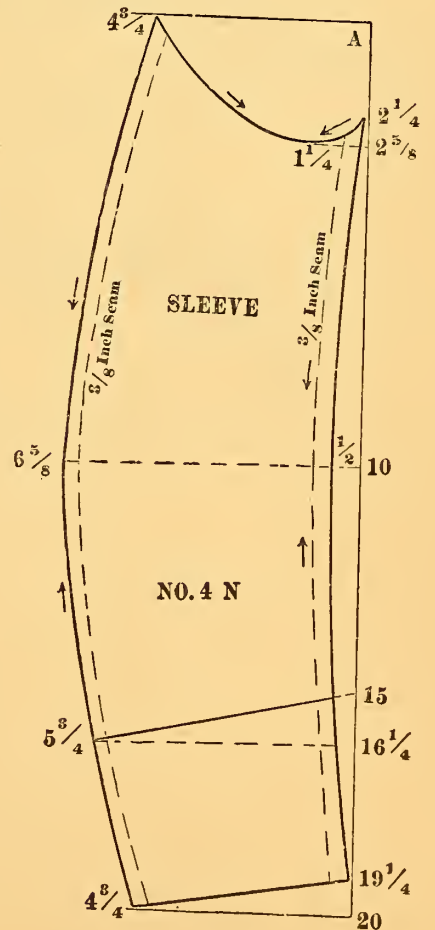 4 3/4
A
2 1/4
1 1/4
2 5/8
3/8 Inch Seam
SLEEVE
3/8 Inch Seam
6 5/8
1/2
10
NO. 4 N
15
5 3/4
16 1/4
4 3/4
19 1/4
20